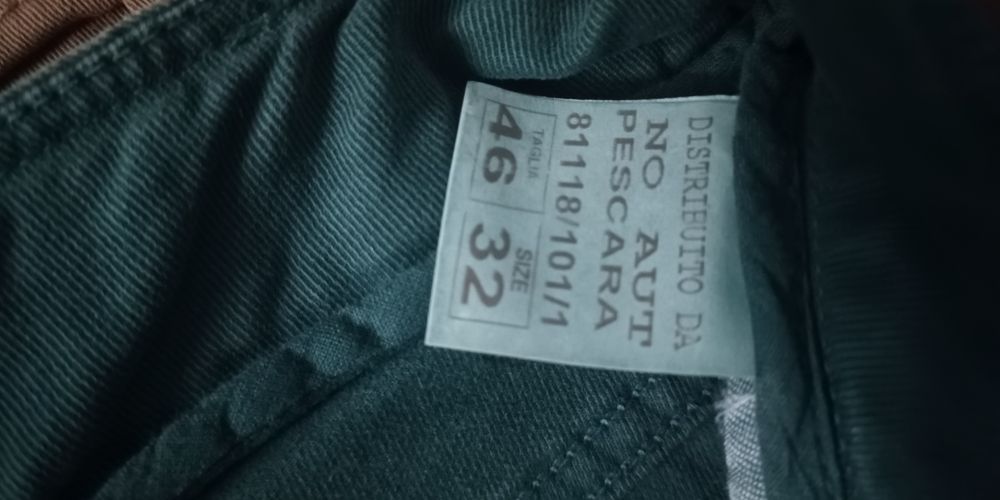 DISTRIBUITO DA
NO AUT
PESCARA
81118/101/1
TAGLIA
46
SIZE
32